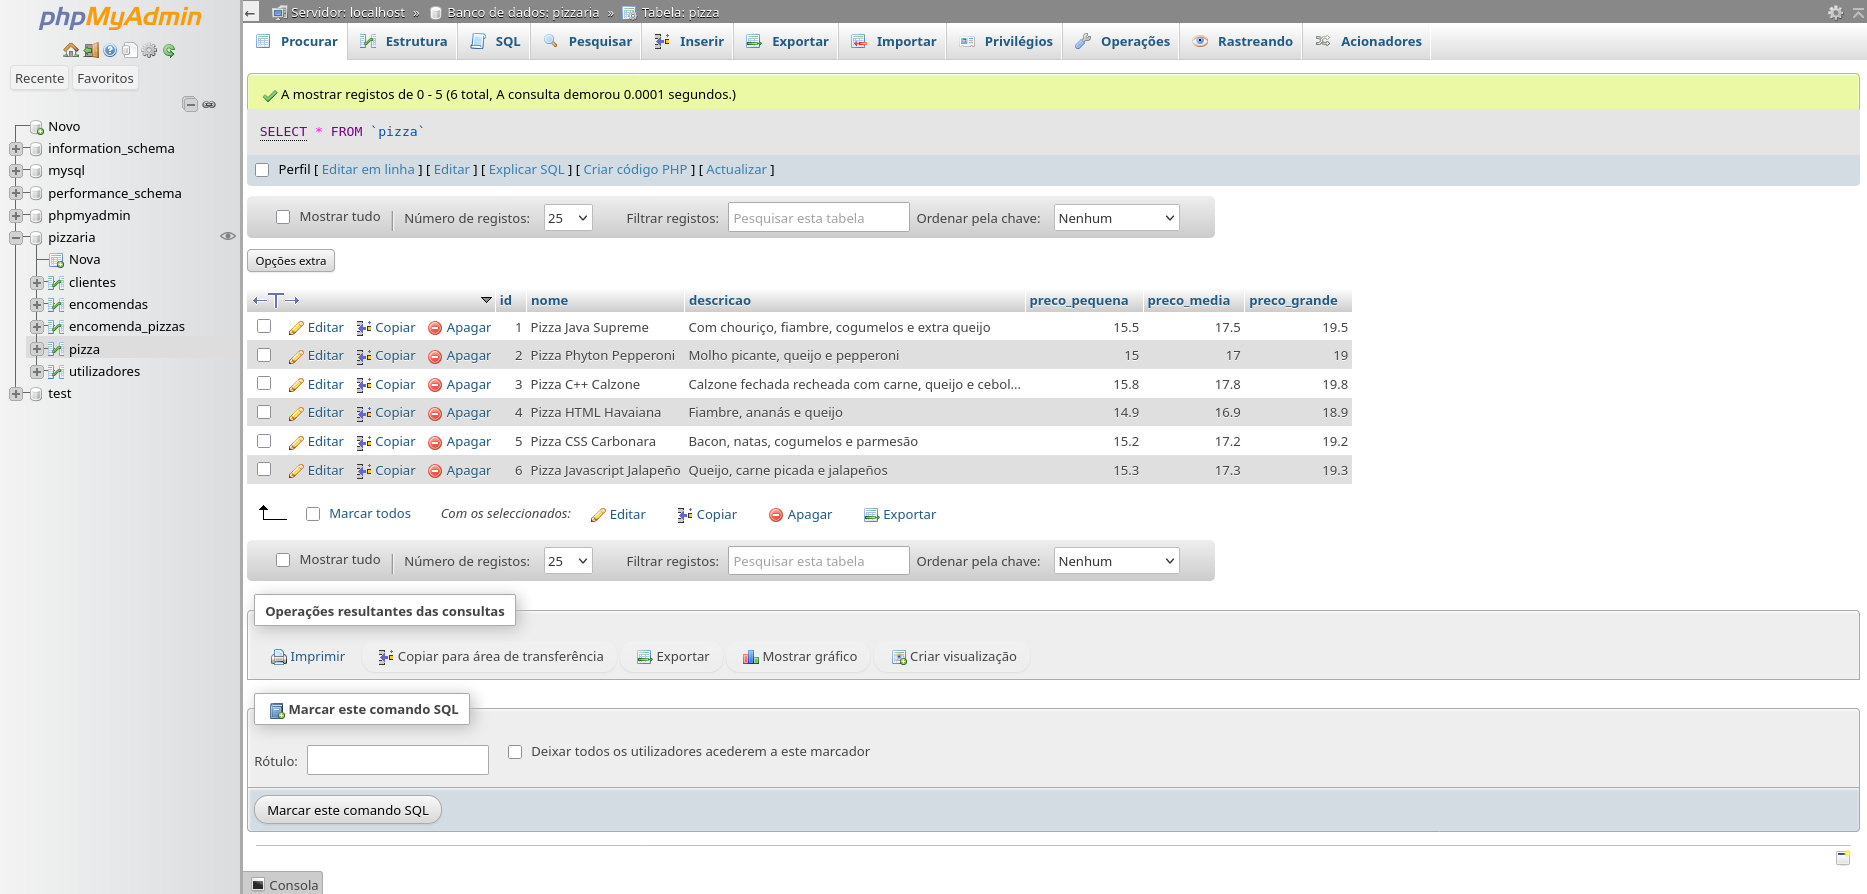 phpMyAdmin
Recente Favoritos
Novo
information_schema
mysql
performance_schema
phpmyadmin
pizzaria
Nova
clientes
encomendas
encomenda_pizzas
pizza
utilizadores
test
← Servidor: localhost » Banco de dados: pizzaria » Tabela: pizza
Procurar Estrutura SQL Pesquisar Inserir Exportar Importar Privilégios Operações Rastreando Acionadores
A mostrar registos de 0 - 5 (6 total, A consulta demorou 0.0001 segundos.)
SELECT * FROM `pizza`
Perfil [ Editar em linha ] [ Editar ] [ Explicar SQL ] [ Criar código PHP ] [ Actualizar ]
Mostrar tudo | Número de registos: 25 Filtrar registos: Pesquisar esta tabela Ordenar pela chave: Nenhum
Opções extra
←T→ id nome descricao preco_pequena preco_media preco_grande
Editar Copiar Apagar 1 Pizza Java Supreme Com chouriço, fiambre, cogumelos e extra queijo 15.5 17.5 19.5
Editar Copiar Apagar 2 Pizza Phyton Pepperoni Molho picante, queijo e pepperoni 15 17 19
Editar Copiar Apagar 3 Pizza C++ Calzone Calzone fechada recheada com carne, queijo e cebol... 15.8 17.8 19.8
Editar Copiar Apagar 4 Pizza HTML Havaiana Fiambre, ananás e queijo 14.9 16.9 18.9
Editar Copiar Apagar 5 Pizza CSS Carbonara Bacon, natas, cogumelos e parmesão 15.2 17.2 19.2
Editar Copiar Apagar 6 Pizza Javascript Jalapeño Queijo, carne picada e jalapeños 15.3 17.3 19.3
Marcar todos Com os seleccionados: Editar Copiar Apagar Exportar
Mostrar tudo | Número de registos: 25 Filtrar registos: Pesquisar esta tabela Ordenar pela chave: Nenhum
Operações resultantes das consultas
Imprimir Copiar para área de transferência Exportar Mostrar gráfico Criar visualização
Marcar este comando SQL
Rótulo: Deixar todos os utilizadores acederem a este marcador
Marcar este comando SQL
Consola